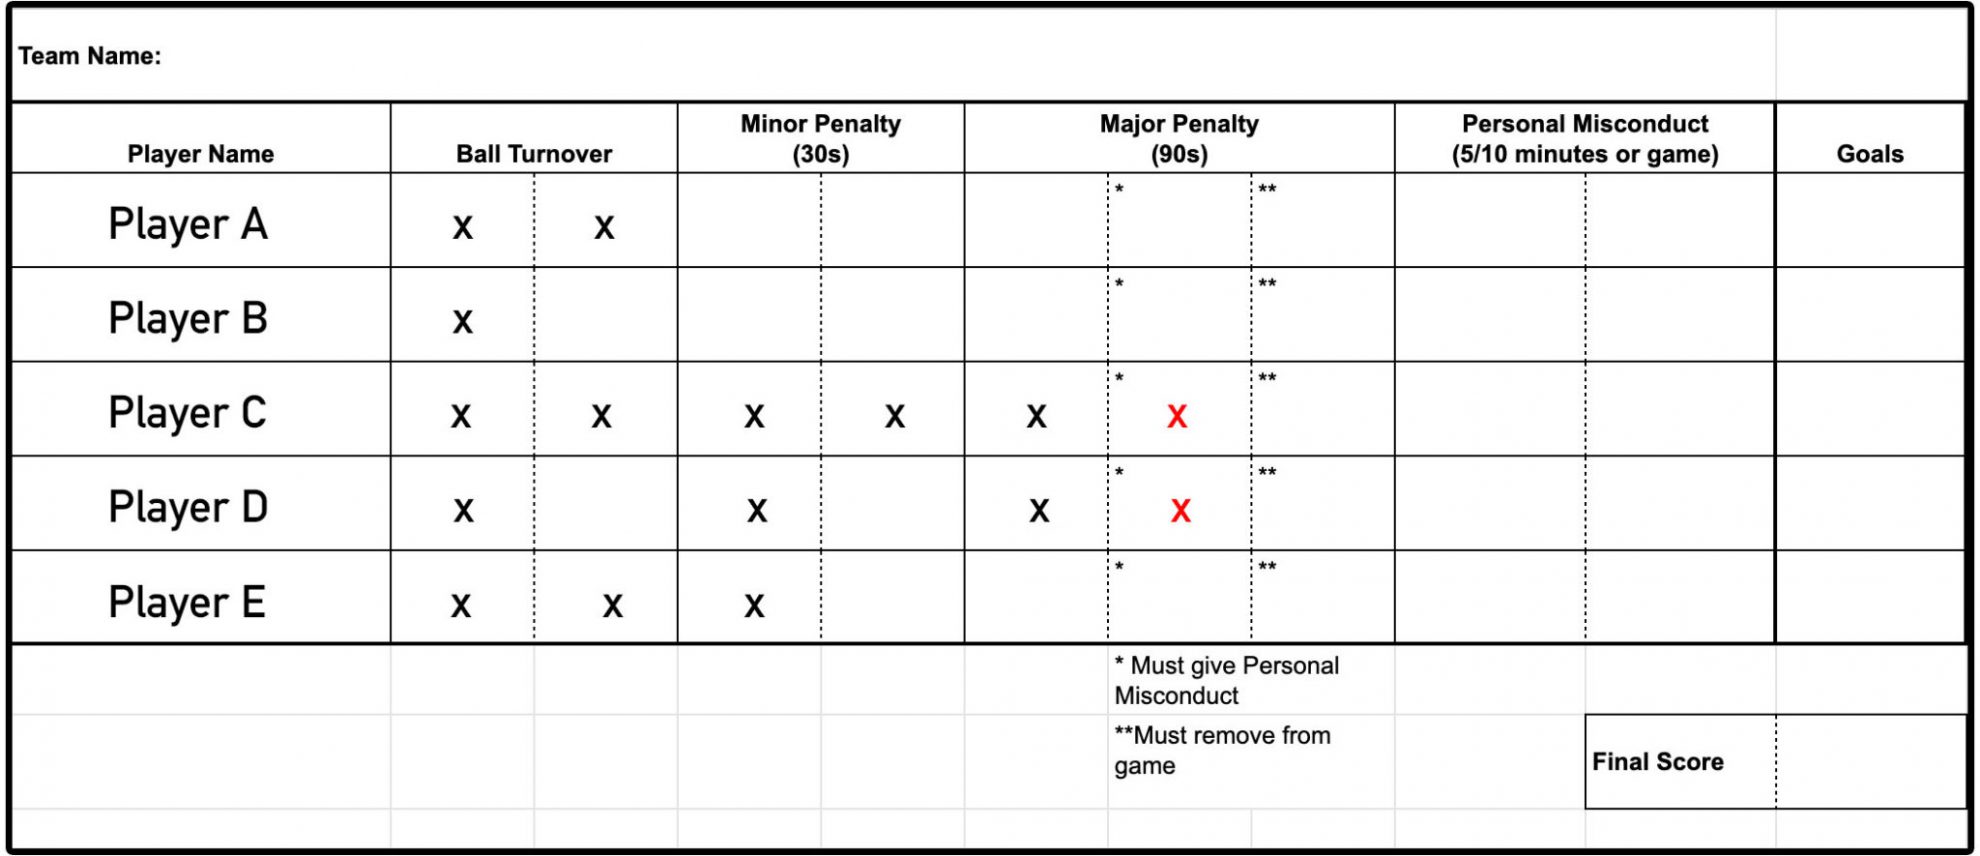 Team Name:
Player Name Ball Turnover Minor Penalty (30s) Major Penalty (90s) Personal Misconduct (5/10 minutes or game) Goals
Player A X X * **
Player B X * **
Player C X X X X X * X **
Player D X X X * X **
Player E X X X * **
* Must give Personal
Misconduct
**Must remove from
game
Final Score